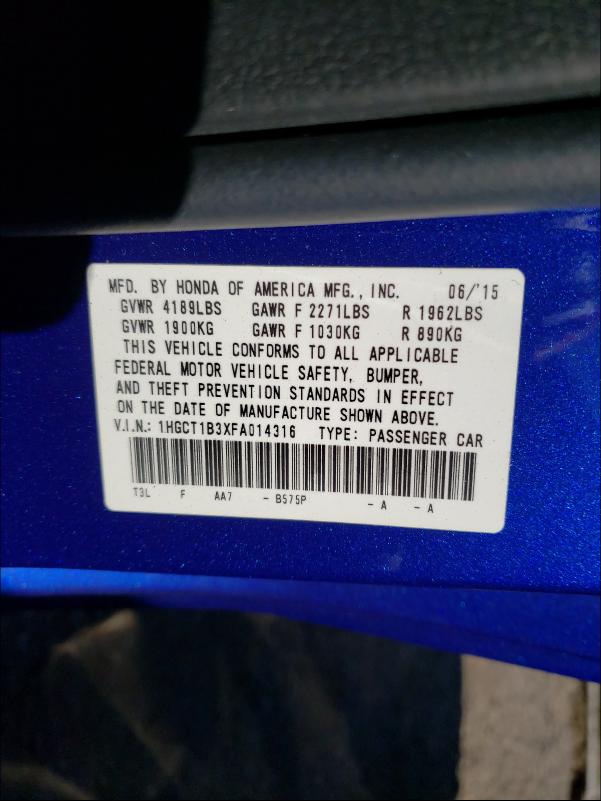 MFD. BY HONDA OF AMERICA MFG., INC. 06/'15
GVWR 4189LBS GAWR F 2271LBS R 1962LBS
GVWR 1900KG GAWR F 1030KG R 890KG
THIS VEHICLE CONFORMS TO ALL APPLICABLE
FEDERAL MOTOR VEHICLE SAFETY, BUMPER,
AND THEFT PREVENTION STANDARDS IN EFFECT
ON THE DATE OF MANUFACTURE SHOWN ABOVE.
V.I.N.: 1HGCT1B3XFA014316 TYPE: PASSENGER CAR
T3L F AA7 - B575P - A - A